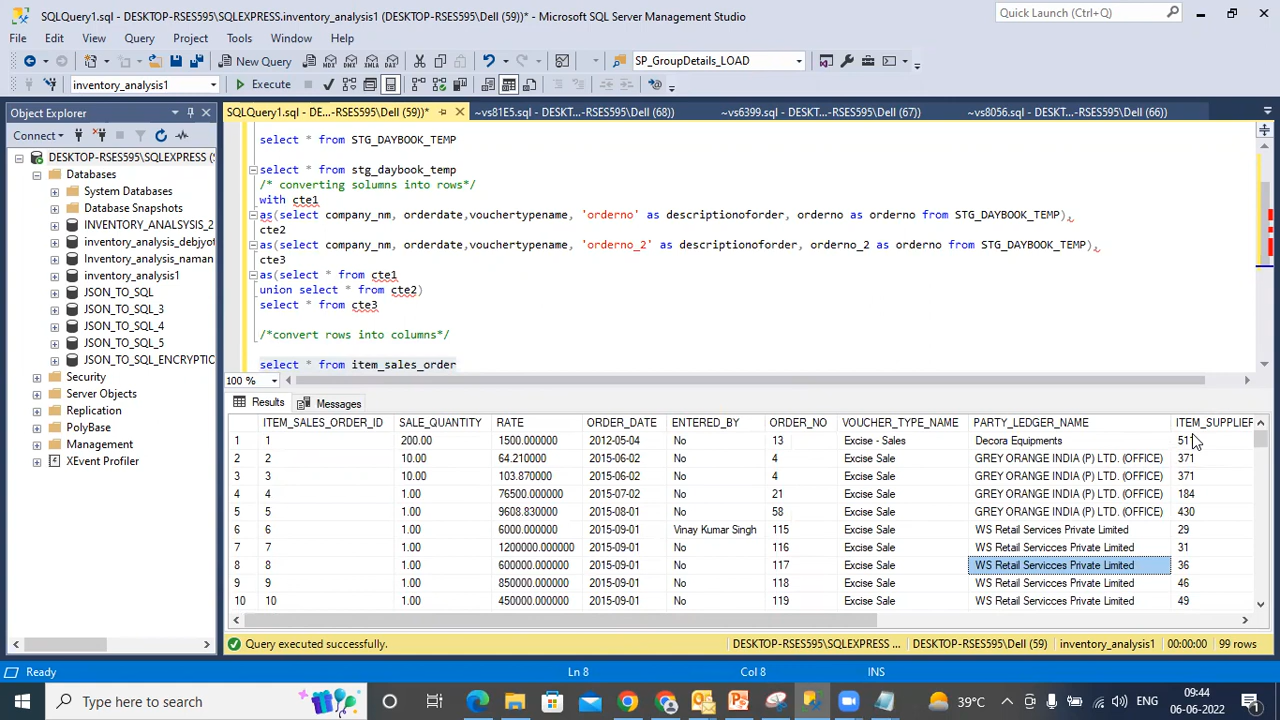 SQLQuery1.sql - DESKTOP-RSES595\SQLEXPRESS.inventory_analysis1 (DESKTOP-RSES595\Dell (59))* - Microsoft SQL Server Management Studio
Quick Launch (Ctrl+Q)
File Edit View Query Project Tools Window Help
New Query SP_GroupDetails_LOAD
inventory_analysis1 Execute
Object Explorer
SQLQuery1.sql - DE...-RSES595\Dell (59))* ~vs81E5.sql - DESKT...-RSES595\Dell (68)) ~vs6399.sql - DESKT...-RSES595\Dell (67)) ~vs8056.sql - DESKT...-RSES595\Dell (66))
Connect
DESKTOP-RSES595\SQLEXPRESS (S
Databases
System Databases
Database Snapshots
INVENTORY_ANALSYSIS_2
inventory_analysis_debjyot
Inventory_analysis_naman
inventory_analysis1
JSON_TO_SQL
JSON_TO_SQL_3
JSON_TO_SQL_4
JSON_TO_SQL_5
JSON_TO_SQL_ENCRYPTIC
Security
Server Objects
Replication
PolyBase
Management
XEvent Profiler
select * from STG_DAYBOOK_TEMP
select * from stg_daybook_temp
/* converting solumns into rows*/
with cte1
as(select company_nm, orderdate,vouchertypename, 'orderno' as descriptionoforder, orderno as orderno from STG_DAYBOOK_TEMP),
cte2
as(select company_nm, orderdate,vouchertypename, 'orderno_2' as descriptionoforder, orderno_2 as orderno from STG_DAYBOOK_TEMP),
cte3
as(select * from cte1
union select * from cte2)
select * from cte3
/*convert rows into columns*/
select * from item_sales_order
100 %
Results Messages
ITEM_SALES_ORDER_ID SALE_QUANTITY RATE ORDER_DATE ENTERED_BY ORDER_NO VOUCHER_TYPE_NAME PARTY_LEDGER_NAME ITEM_SUPPLIER
1 1 200.00 1500.000000 2012-05-04 No 13 Excise - Sales Decora Equipments 511
2 2 10.00 64.210000 2015-06-02 No 4 Excise Sale GREY ORANGE INDIA (P) LTD. (OFFICE) 371
3 3 10.00 103.870000 2015-06-02 No 4 Excise Sale GREY ORANGE INDIA (P) LTD. (OFFICE) 371
4 4 1.00 76500.000000 2015-07-02 No 21 Excise Sale GREY ORANGE INDIA (P) LTD. (OFFICE) 184
5 5 1.00 9608.830000 2015-08-01 No 58 Excise Sale GREY ORANGE INDIA (P) LTD. (OFFICE) 430
6 6 1.00 6000.000000 2015-09-01 Vinay Kumar Singh 115 Excise Sale WS Retail Services Private Limited 29
7 7 1.00 1200000.000000 2015-09-01 No 116 Excise Sale WS Retail Servicces Private Limited 31
8 8 1.00 600000.000000 2015-09-01 No 117 Excise Sale WS Retail Servicces Private Limited 36
9 9 1.00 850000.000000 2015-09-01 No 118 Excise Sale WS Retail Servicces Private Limited 46
10 10 1.00 450000.000000 2015-09-01 No 119 Excise Sale WS Retail Servicces Private Limited 49
Query executed successfully. DESKTOP-RSES595\SQLEXPRESS ... DESKTOP-RSES595\Dell (59) inventory_analysis1 00:00:00 99 rows
Ready Ln 8 Col 8 INS
Type here to search 39°C ENG 09:44
06-06-2022